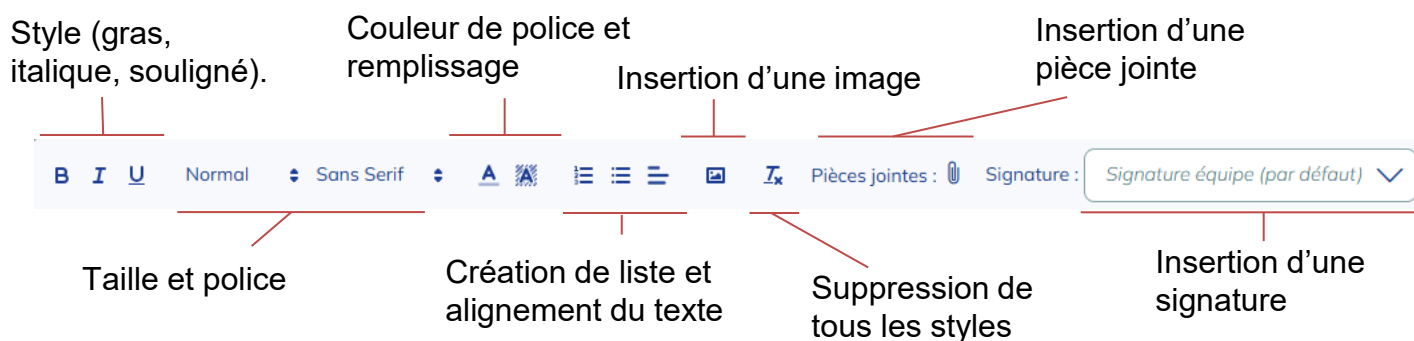 Style (gras,
italique, souligné).
Couleur de police et
remplissage
Insertion d’une image
Insertion d’une
pièce jointe
B I U Normal Sans Serif A A Pièces jointes : Signature : Signature équipe (par défaut)
Taille et police
Création de liste et
alignement du texte
Suppression de
tous les styles
Insertion d’une
signature